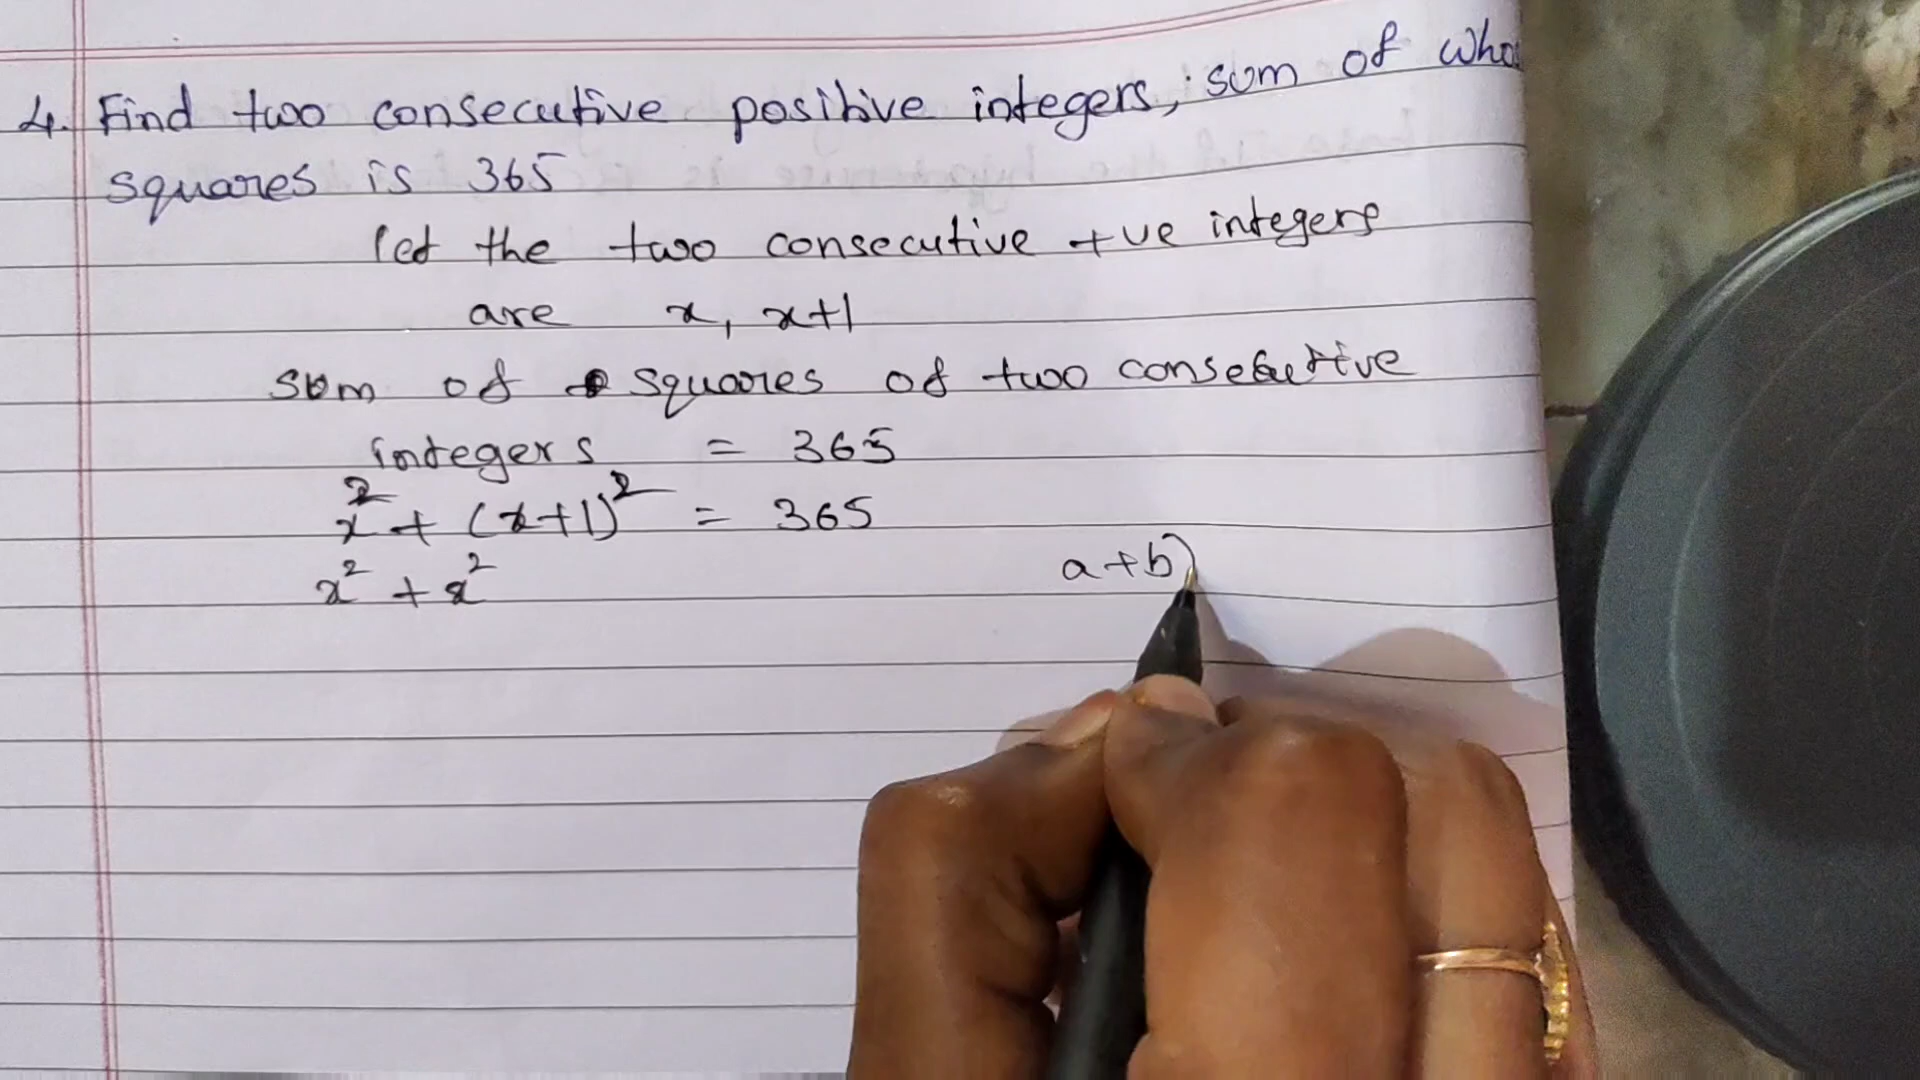 4. Find two consecutive positive integers, sum of
squares is 365
let the two consecutive +ve integers
are x, x+1
sum of squares of two consecutive
integers = 365
x² + (x+1)² = 365
x² + x²
a+b)